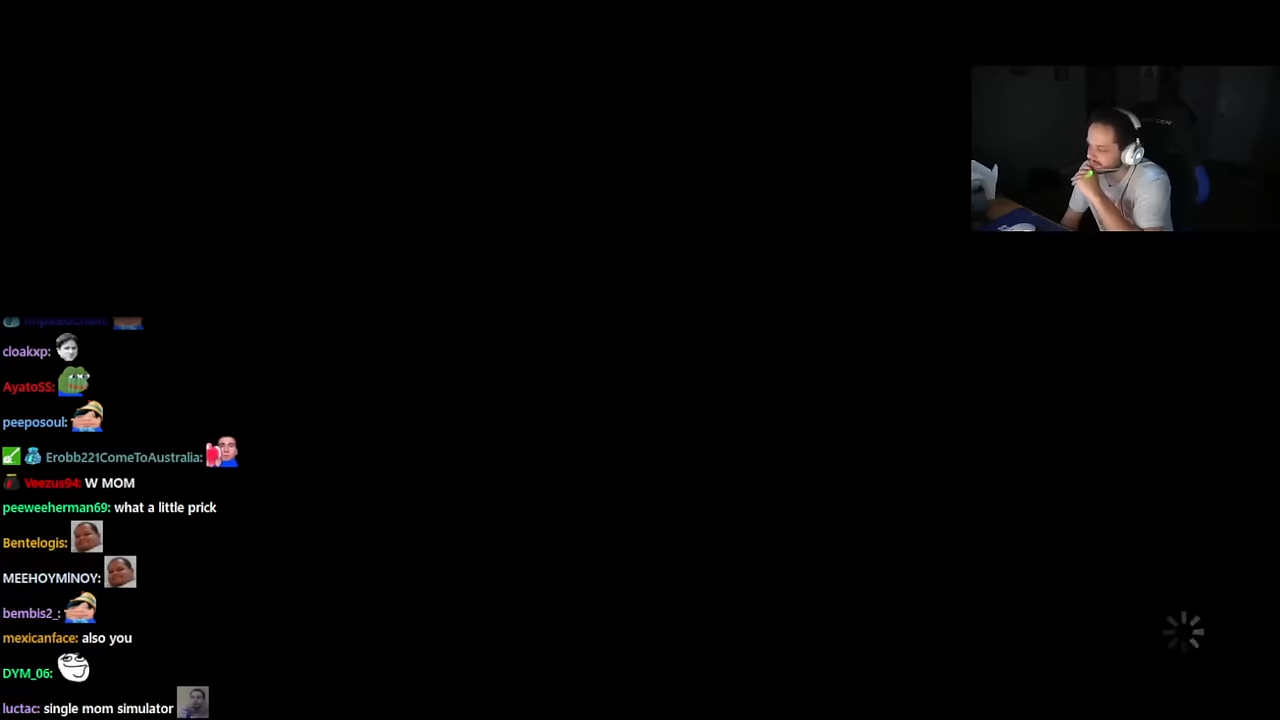 cloakxp:
AyatoSS:
peeposoul:
Erobb221ComeToAustralia:
Veezus94: W MOM
peeweeherman69: what a little prick
Bentelogis:
MEEHOYMINOY:
bembis2_:
mexicanface: also you
DYM_06:
luctac: single mom simulator